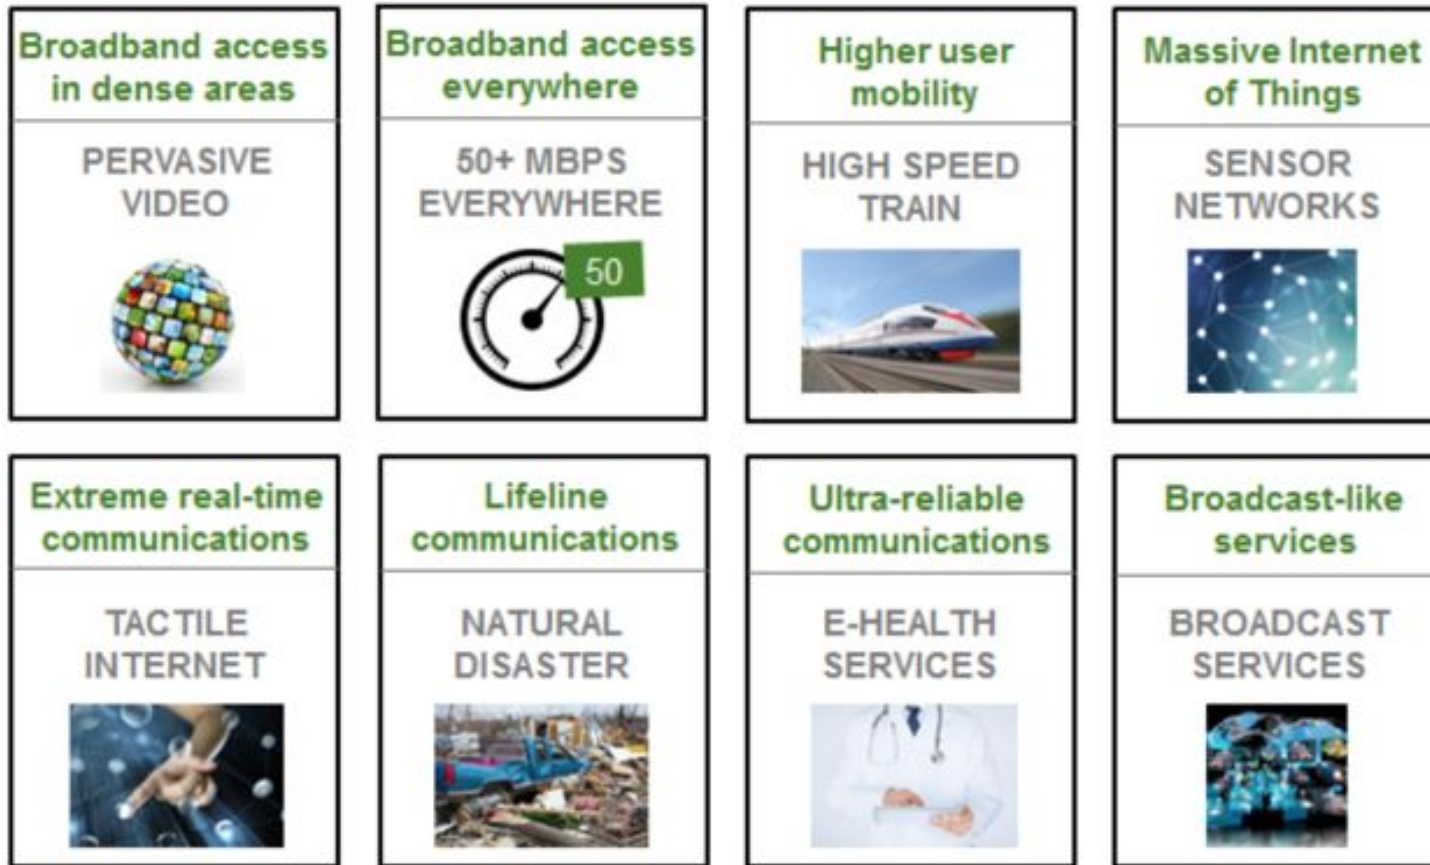 Broadband access
in dense areas
PERVASIVE
VIDEO
Broadband access
everywhere
50+ MBPS
EVERYWHERE
50
Higher user
mobility
HIGH SPEED
TRAIN
Massive Internet
of Things
SENSOR
NETWORKS
Extreme real-time
communications
TACTILE
INTERNET
Lifeline
communications
NATURAL
DISASTER
Ultra-reliable
communications
E-HEALTH
SERVICES
Broadcast-like
services
BROADCAST
SERVICES